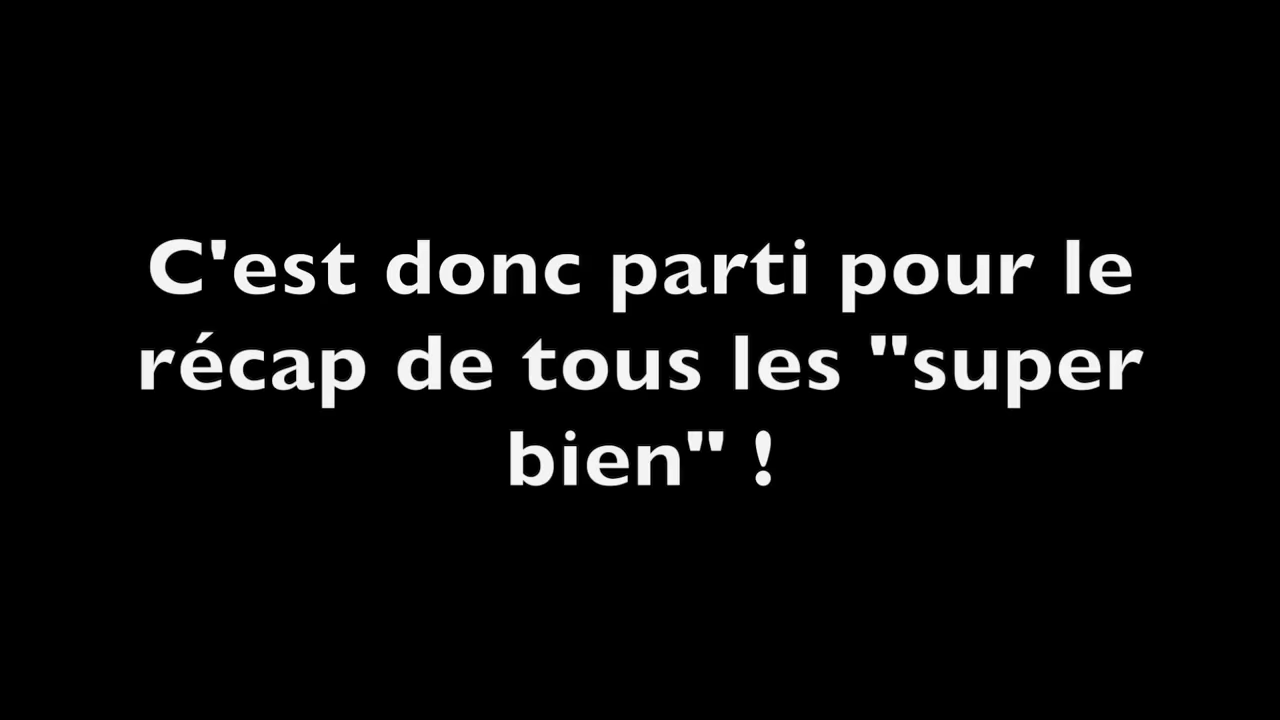 C'est donc parti pour le
récap de tous les "super
bien" !